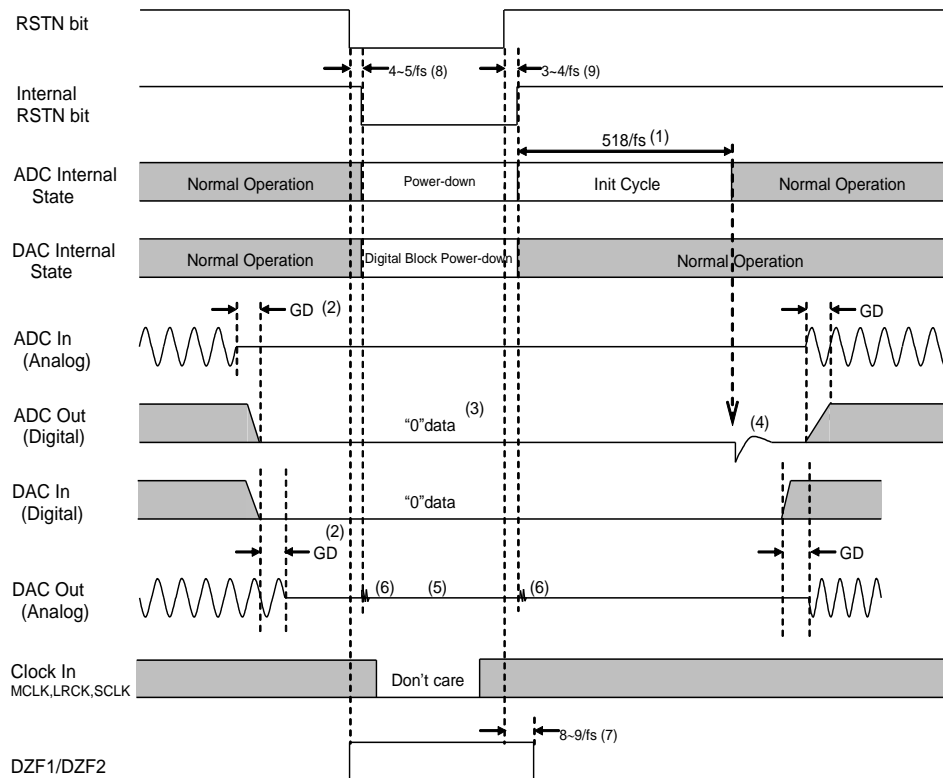 RSTN bit
4~5/fs (8)
3~4/fs (9)
Internal
RSTN bit
518/fs (1)
ADC Internal
State
Normal Operation
Power-down
Init Cycle
Normal Operation
DAC Internal
State
Normal Operation
Digital Block Power-down
Normal Operation
GD (2)
GD
ADC In
(Analog)
ADC Out
(Digital)
“0”data
(3)
(4)
DAC In
(Digital)
“0”data
(2)
GD
GD
DAC Out
(Analog)
(6)
(5)
(6)
Clock In
MCLK,LRCK,SCLK
Don’t care
8~9/fs (7)
DZF1/DZF2